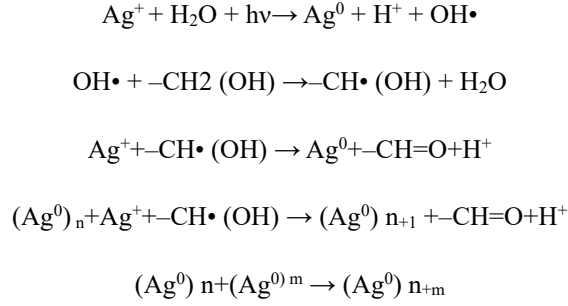 Ag⁺ + H₂O + hν→ Ag⁰ + H⁺ + OH•
OH• + –CH2 (OH) →–CH• (OH) + H₂O
Ag⁺+–CH• (OH) → Ag⁰+–CH=O+H⁺
(Ag⁰) ₙ+Ag⁺+–CH• (OH) → (Ag⁰) n₊₁ +–CH=O+H⁺
(Ag⁰) n+(Ag⁰)ᵐ → (Ag⁰) n₊ₘ